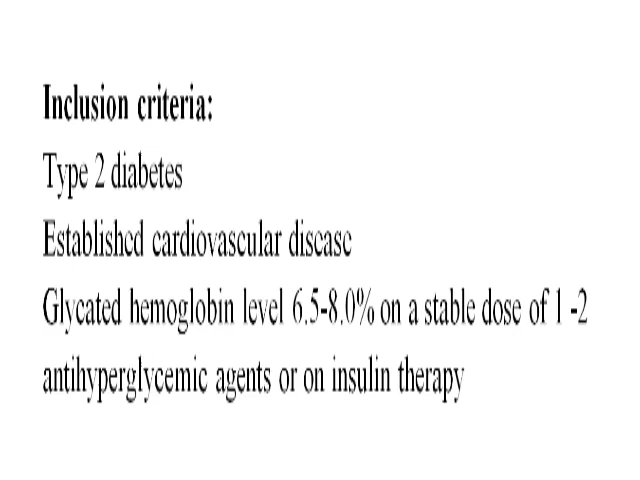 Inclusion criteria:
Type 2 diabetes
Established cardiovascular disease
Glycated hemoglobin level 6.5-8.0% on a stable dose of 1 -2
antihyperglycemic agents or on insulin therapy